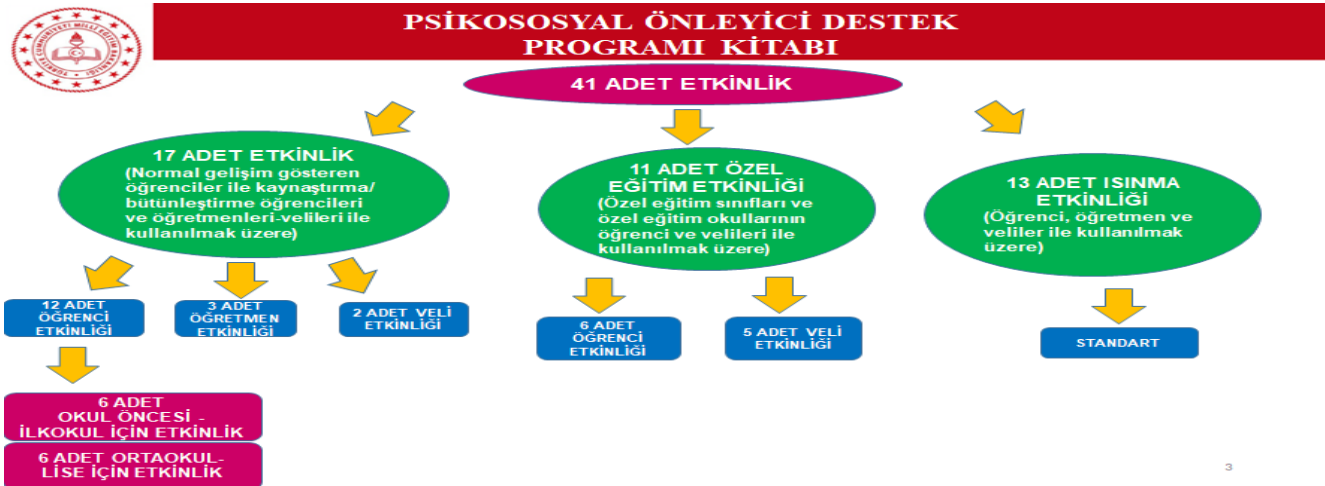 PSİKOSOSYAL ÖNLEYİCİ DESTEK
PROGRAMI KİTABI
41 ADET ETKİNLİK
17 ADET ETKİNLİK
(Normal gelişim gösteren
öğrenciler ile kaynaştırma/
bütünleştirme öğrencileri
ve öğretmenleri-velileri ile
kullanılmak üzere)
11 ADET ÖZEL
EĞİTİM ETKİNLİĞİ
(Özel eğitim sınıfları ve
özel eğitim okullarının
öğrenci ve velileri ile
kullanılmak üzere)
13 ADET ISINMA
ETKİNLİĞİ
(Öğrenci, öğretmen ve
veliler ile kullanılmak
üzere)
12 ADET
ÖĞRENCİ
ETKİNLİĞİ
3 ADET
ÖĞRETMEN
ETKİNLİĞİ
2 ADET VELİ
ETKİNLİĞİ
6 ADET
ÖĞRENCİ
ETKİNLİĞİ
5 ADET VELİ
ETKİNLİĞİ
STANDART
6 ADET
OKUL ÖNCESİ -
İLKOKUL İÇİN ETKİNLİK
6 ADET ORTAOKUL-
LİSE İÇİN ETKİNLİK
3